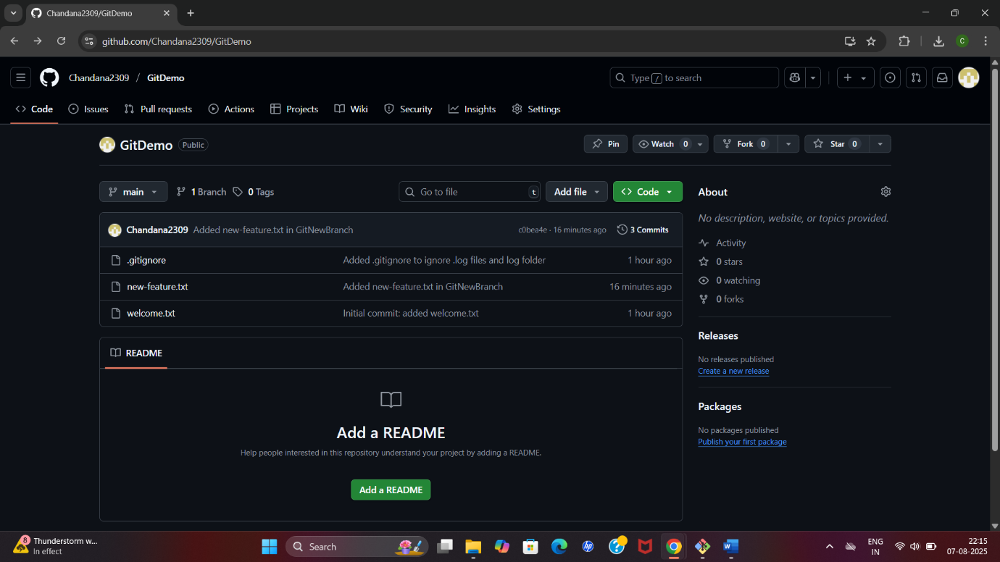 Chandana2309/GitDemo
github.com/Chandana2309/GitDemo
C
Chandana2309 / GitDemo
Type / to search
Code Issues Pull requests Actions Projects Wiki Security Insights Settings
GitDemo Public
Pin Watch 0 Fork 0 Star 0
main 1 Branch 0 Tags Go to file t Add file Code
Chandana2309 Added new-feature.txt in GitNewBranch c0bea4e · 16 minutes ago 3 Commits
.gitignore Added .gitignore to ignore .log files and log folder 1 hour ago
new-feature.txt Added new-feature.txt in GitNewBranch 16 minutes ago
welcome.txt Initial commit: added welcome.txt 1 hour ago
README
Add a README
Help people interested in this repository understand your project by adding a README.
Add a README
About
No description, website, or topics provided.
Activity
0 stars
0 watching
0 forks
Releases
No releases published
Create a new release
Packages
No packages published
Publish your first package
8
Thunderstorm w...
In effect
Search
hp
?
W
ENG
IN
22:15
07-08-2025